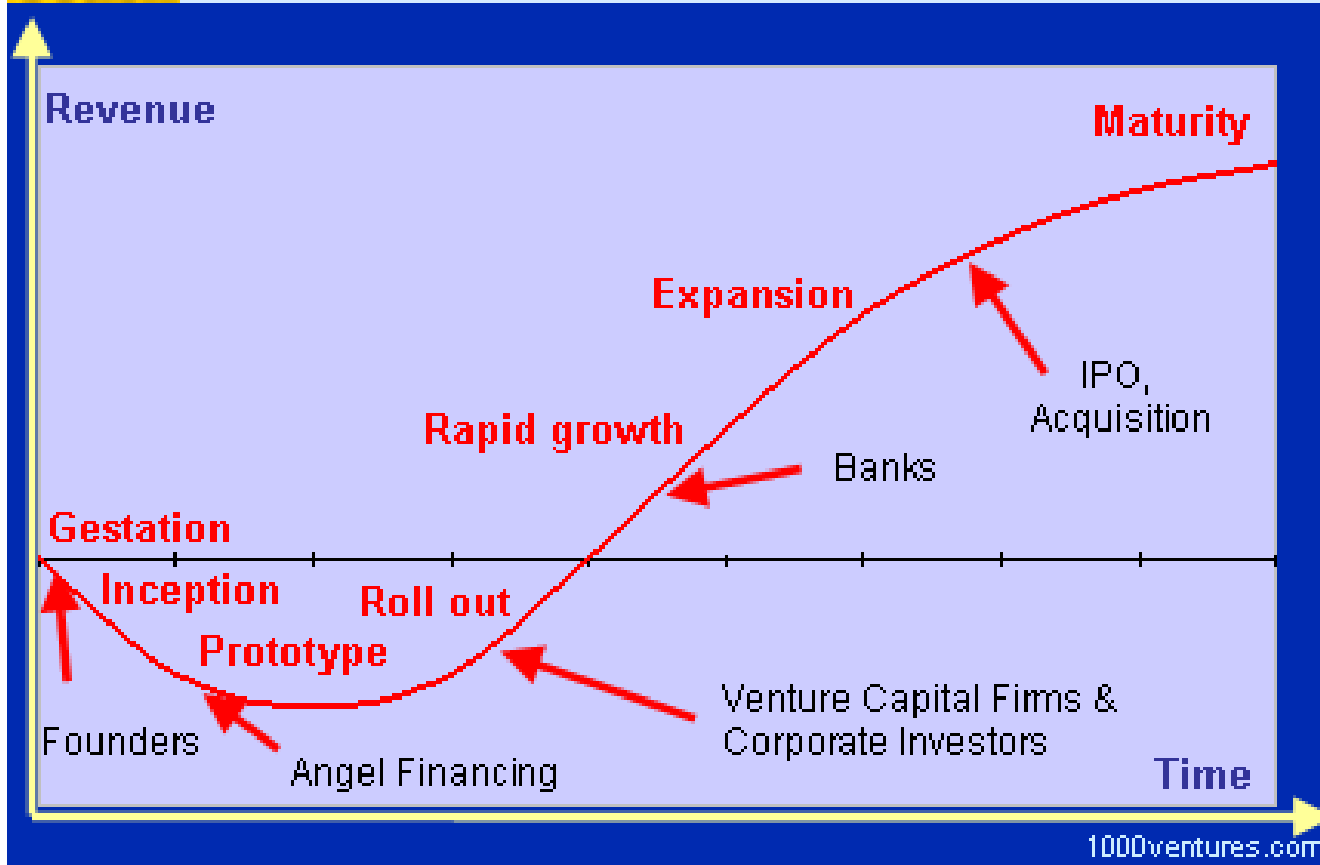 Revenue
Maturity
Expansion
IPO,
Acquisition
Rapid growth
Banks
Gestation
Inception
Roll out
Prototype
Venture Capital Firms &
Corporate Investors
Founders
Angel Financing
Time
1000ventures.com